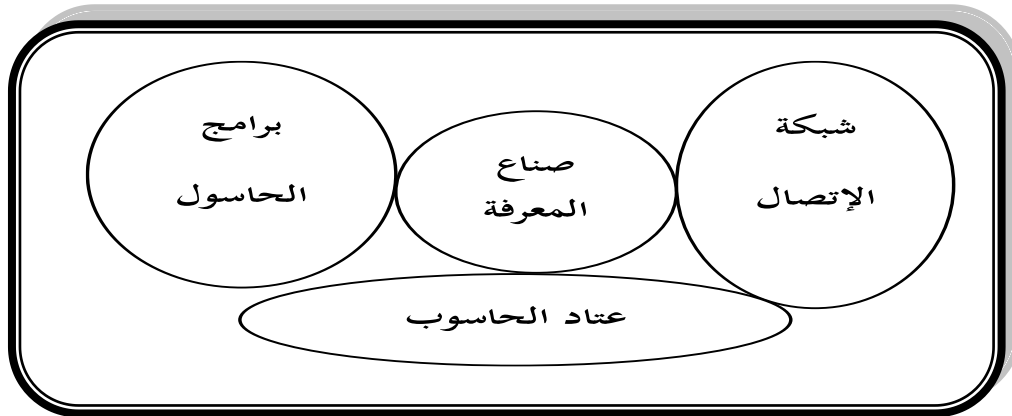 شبكة
الإتصال
صناع
المعرفة
برامج
الحاسول
عتاد الحاسوب